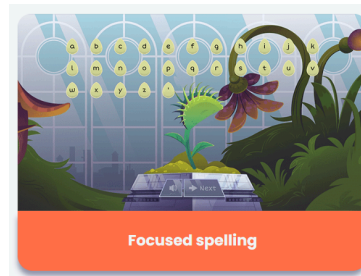 a b c d e f g h i j k
l m n o p q r s t u v
w x y z '
Next
Focused spelling